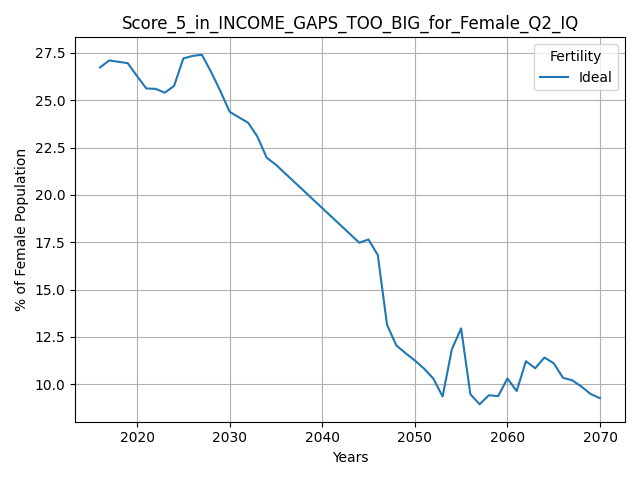 Score_5_in_INCOME_GAPS_TOO_BIG_for_Female_Q2_IQ
Fertility
Ideal
% of Female Population
27.5
25.0
22.5
20.0
17.5
15.0
12.5
10.0
2020 2030 2040 2050 2060 2070
Years